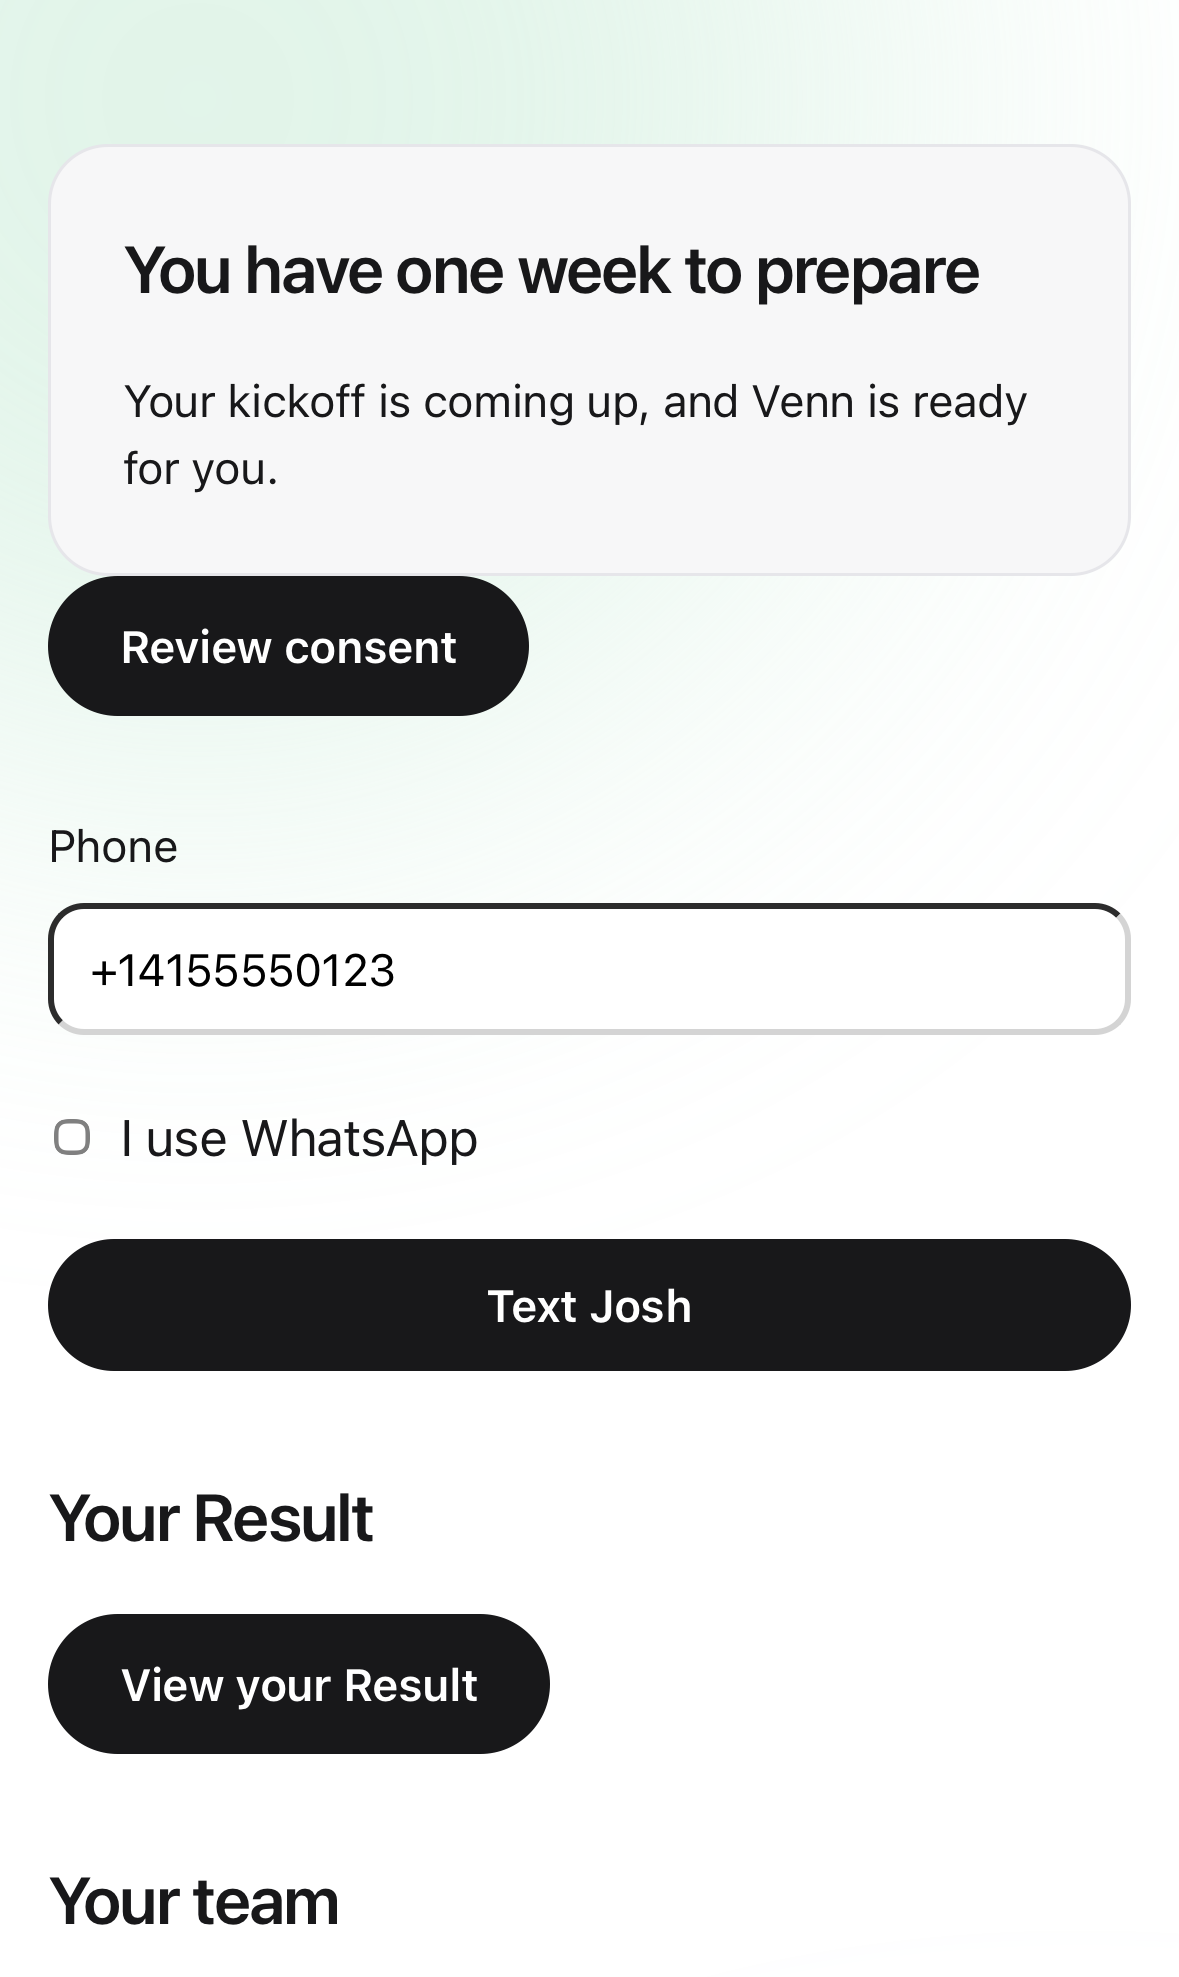 You have one week to prepare
Your kickoff is coming up, and Venn is ready
for you.
Review consent
Phone
+14155550123
I use WhatsApp
Text Josh
Your Result
View your Result
Your team